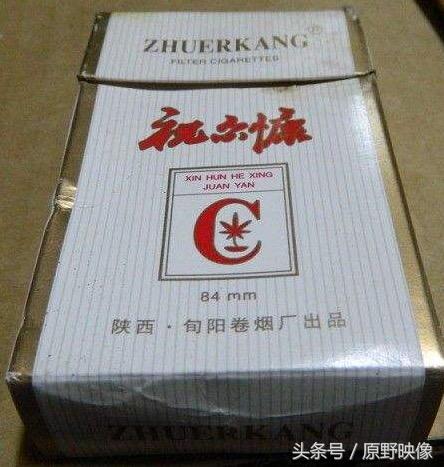 ZHUERKANG®
FILTER CIGARETTES
祝尔慷
XIN HUN HE XING
JUAN YAN
C
84 mm
陕西·旬阳卷烟厂出品
ZHUERKANG
头条号 / 原野映像